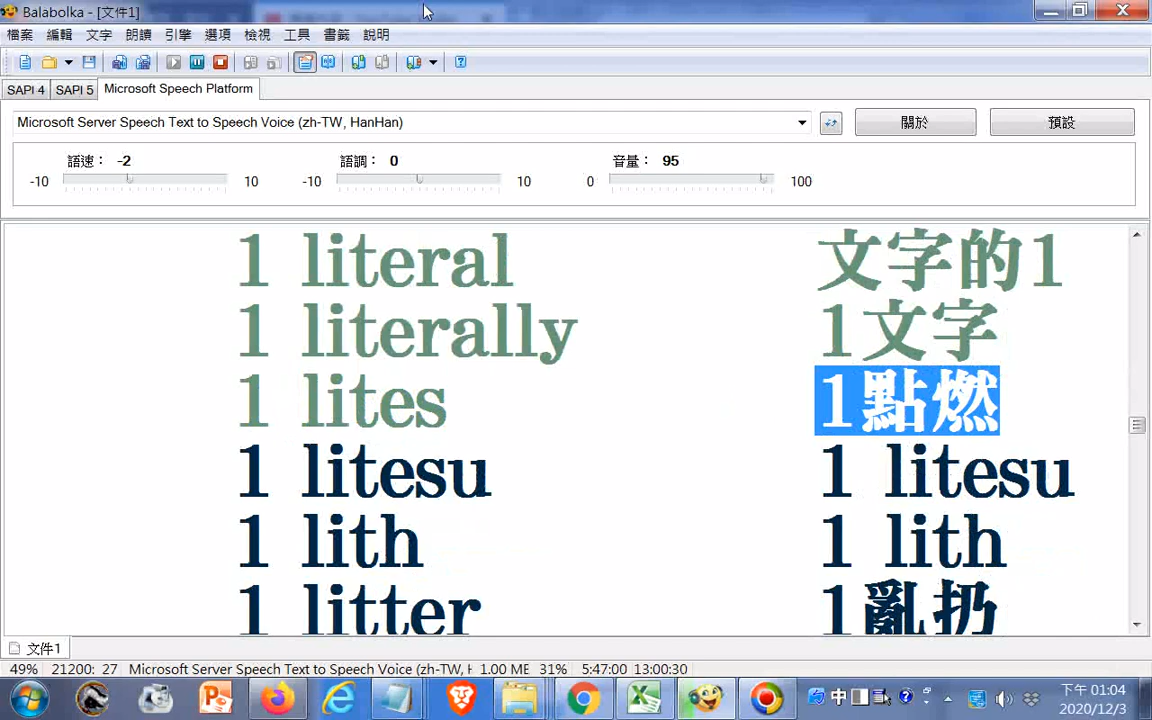 Balabolka - [文件1]
檔案 編輯 文字 朗讀 引擎 選項 檢視 工具 書籤 說明
SAPI 4 SAPI 5 Microsoft Speech Platform
Microsoft Server Speech Text to Speech Voice (zh-TW, HanHan) 關於 預設
語速： -2 語調： 0 音量： 95
-10 10 -10 10 0 100
1 literal 文字的1
1 literally 1文字
1 lites 1點燃
1 litesu 1 litesu
1 lith 1 lith
1 litter 1亂扔
文件1
49% 21200: 27 Microsoft Server Speech Text to Speech Voice (zh-TW, 1.00 ME 31% 5:47:00 13:00:30
中 下午 01:04
2020/12/3